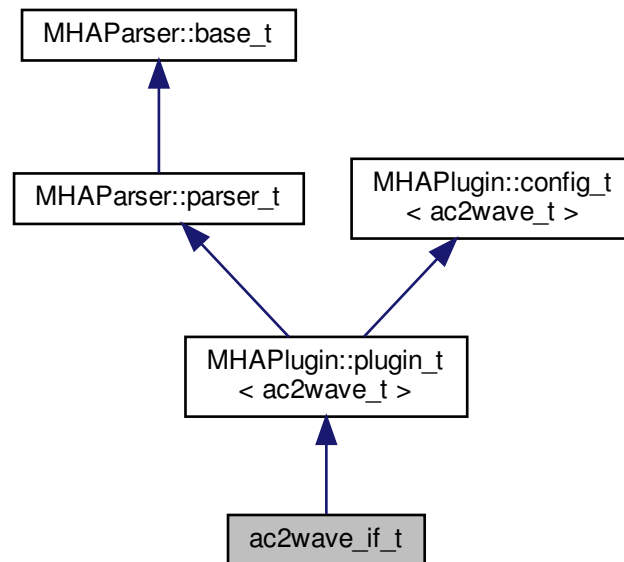 MHAParser::base_t
MHAParser::parser_t
MHAPlugin::config_t
< ac2wave_t >
MHAPlugin::plugin_t
< ac2wave_t >
ac2wave_if_t